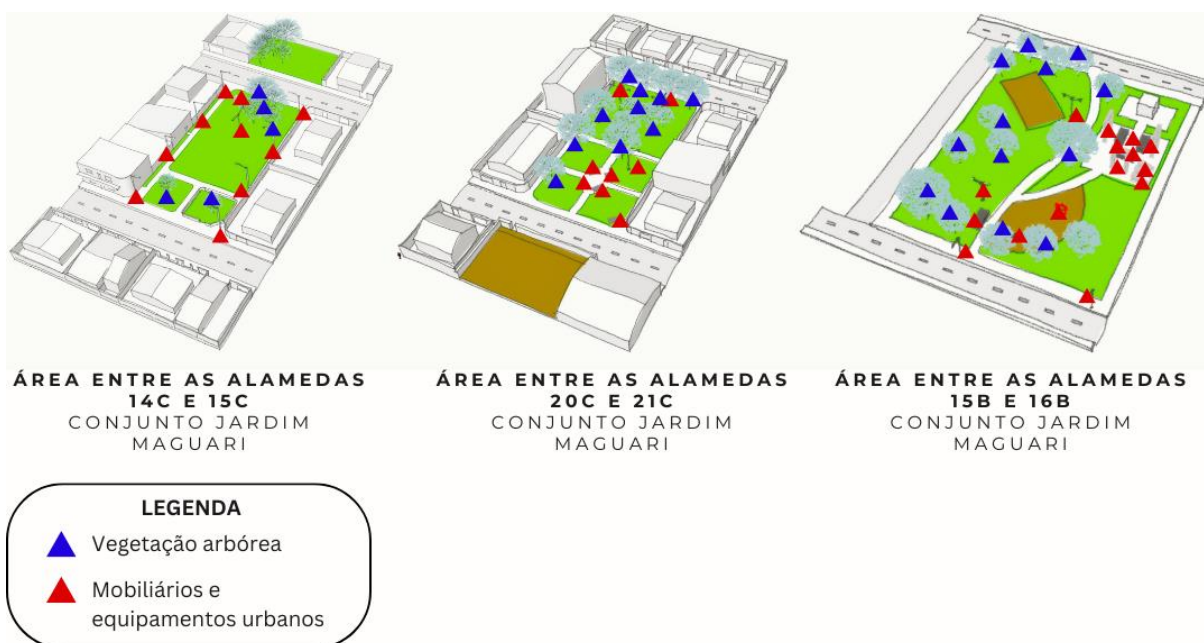 ÁREA ENTRE AS ALAMEDAS
14C E 15C
CONJUNTO JARDIM
MAGUARI
ÁREA ENTRE AS ALAMEDAS
20C E 21C
CONJUNTO JARDIM
MAGUARI
ÁREA ENTRE AS ALAMEDAS
15B E 16B
CONJUNTO JARDIM
MAGUARI
LEGENDA
Vegetação arbórea
Mobiliários e
equipamentos urbanos